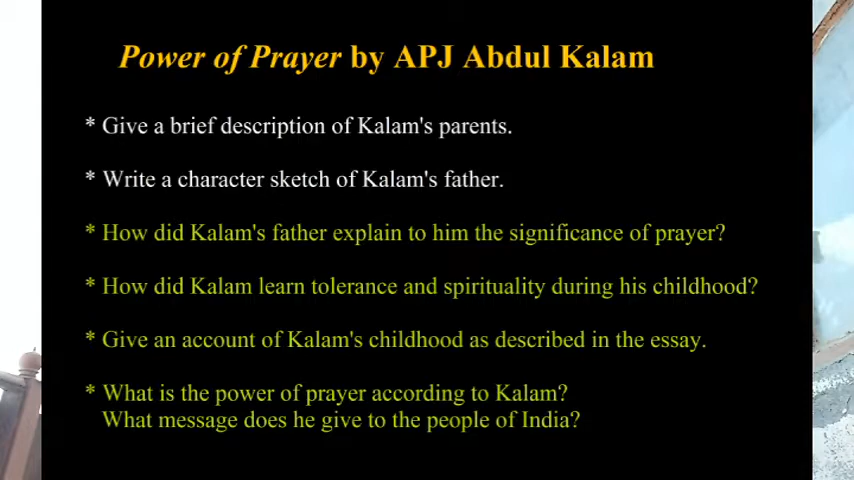 Power of Prayer by APJ Abdul Kalam
* Give a brief description of Kalam's parents.
* Write a character sketch of Kalam's father.
* How did Kalam's father explain to him the significance of prayer?
* How did Kalam learn tolerance and spirituality during his childhood?
* Give an account of Kalam's childhood as described in the essay.
* What is the power of prayer according to Kalam?
What message does he give to the people of India?